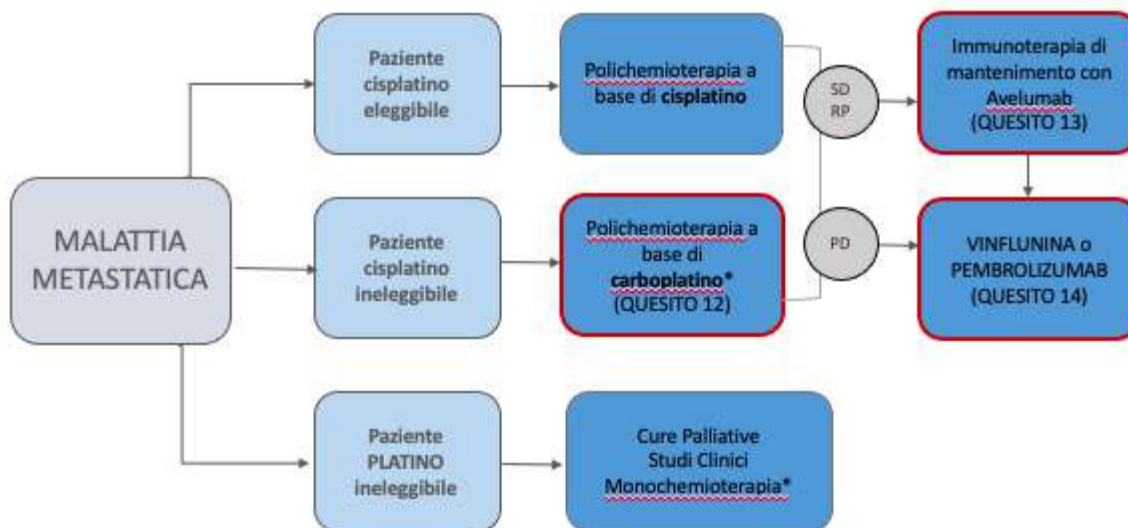 MALATTIA
METASTATICA
Paziente
cisplatino
eleggibile
Polichemioterapia a
base di cisplatino
SD
RP
Immunoterapia di
mantenimento con
Avelumab
(QUESITO 13)
Paziente
cisplatino
ineleggibile
Polichemioterapia a
base di
carboplatino*
(QUESITO 12)
PD
VINFLUNINA o
PEMBROLIZUMAB
(QUESITO 14)
Paziente
PLATINO
ineleggibile
Cure Palliative
Studi Clinici
Monochemioterapia*